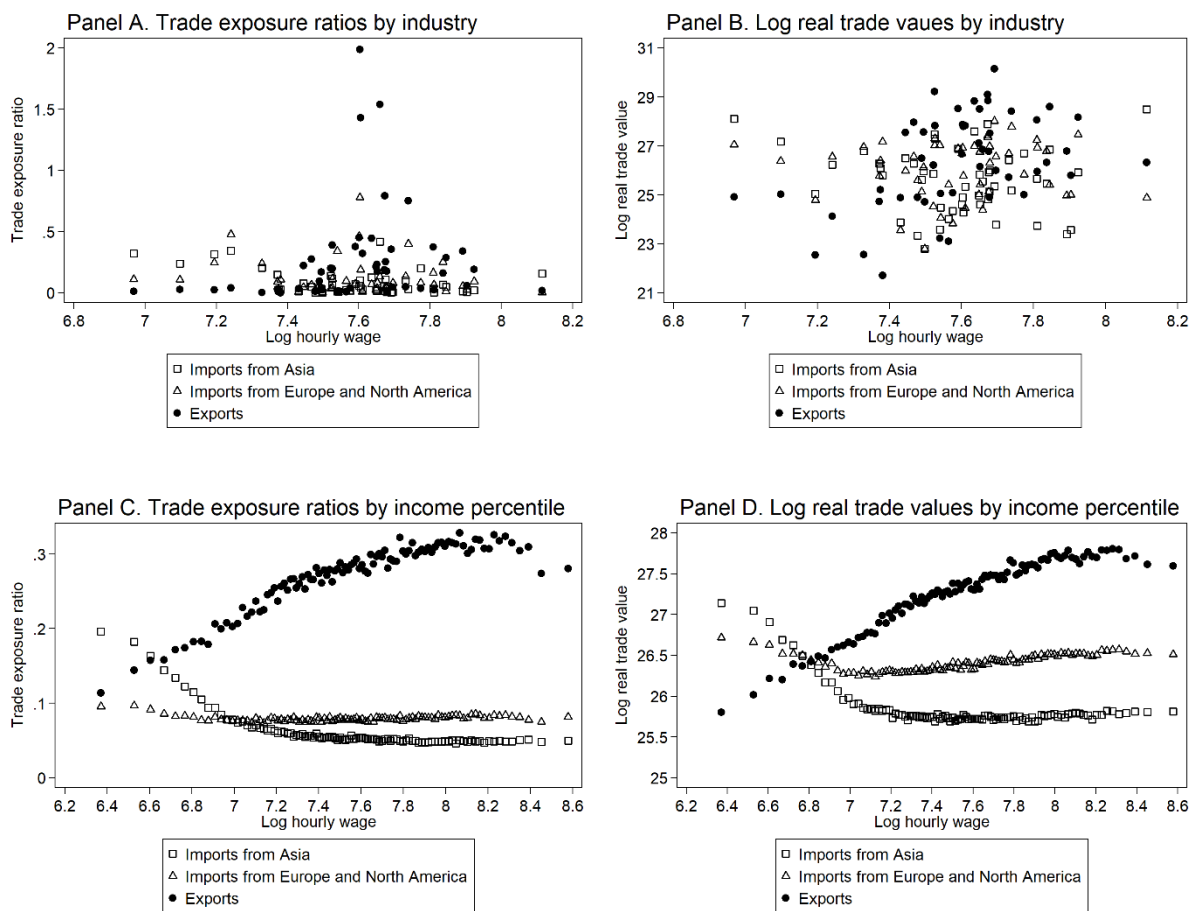 Panel A. Trade exposure ratios by industry
Trade exposure ratio
2
1.5
1
.5
0
6.8 7 7.2 7.4 7.6 7.8 8 8.2
Log hourly wage
Imports from Asia
Imports from Europe and North America
Exports
Panel B. Log real trade vaues by industry
Log real trade value
31
29
27
25
23
21
6.8 7 7.2 7.4 7.6 7.8 8 8.2
Log hourly wage
Imports from Asia
Imports from Europe and North America
Exports
Panel C. Trade exposure ratios by income percentile
Trade exposure ratio
.3
.2
.1
0
6.2 6.4 6.6 6.8 7 7.2 7.4 7.6 7.8 8 8.2 8.4 8.6
Log hourly wage
Imports from Asia
Imports from Europe and North America
Exports
Panel D. Log real trade values by income percentile
Log real trade value
28
27.5
27
26.5
26
25.5
25
6.2 6.4 6.6 6.8 7 7.2 7.4 7.6 7.8 8 8.2 8.4 8.6
Log hourly wage
Imports from Asia
Imports from Europe and North America
Exports